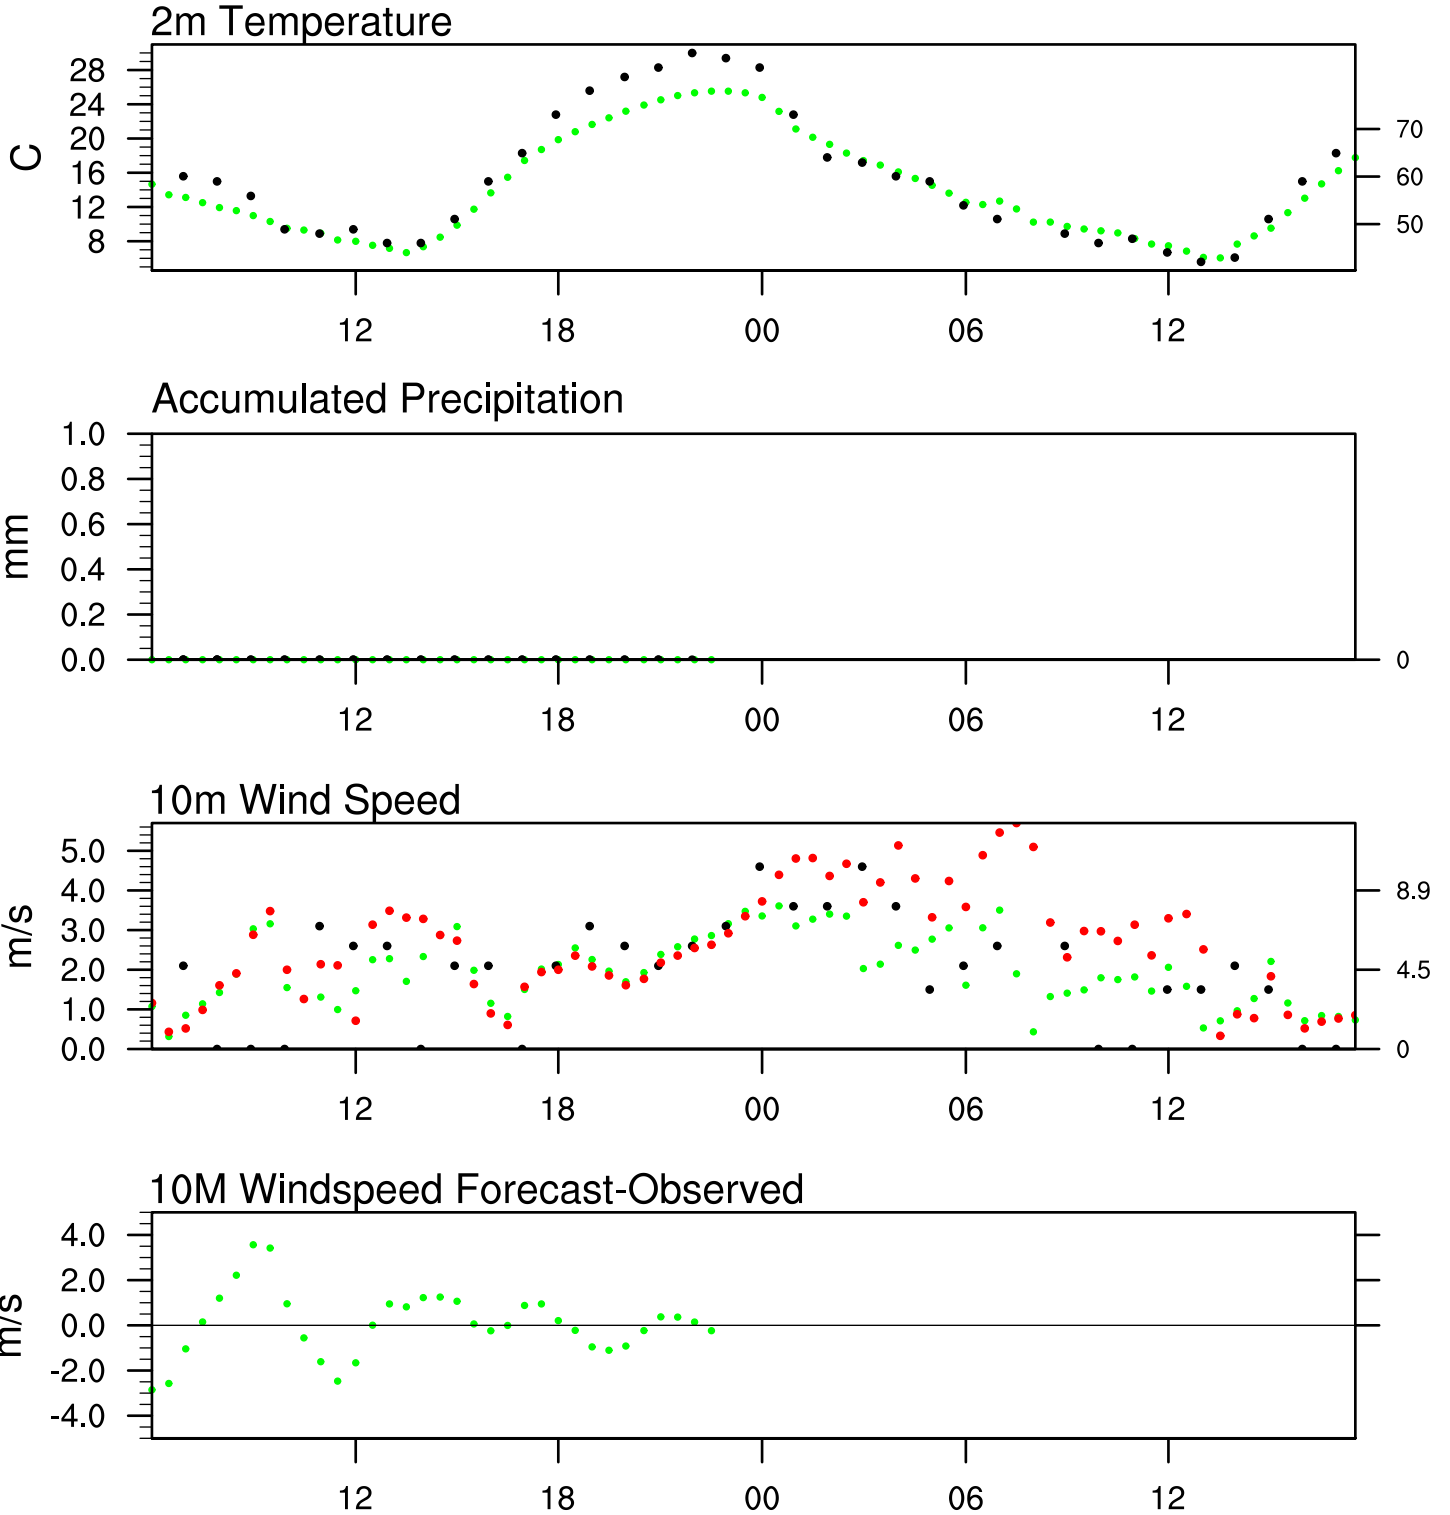 2m Temperature
28
24
20
16
12
8
C
70
60
50
12 18 00 06 12
Accumulated Precipitation
1.0
0.8
0.6
0.4
0.2
0.0
mm
0
12 18 00 06 12
10m Wind Speed
5.0
4.0
3.0
2.0
1.0
0.0
m/s
8.9
4.5
0
12 18 00 06 12
10M Windspeed Forecast-Observed
4.0
2.0
0.0
-2.0
-4.0
m/s
12 18 00 06 12